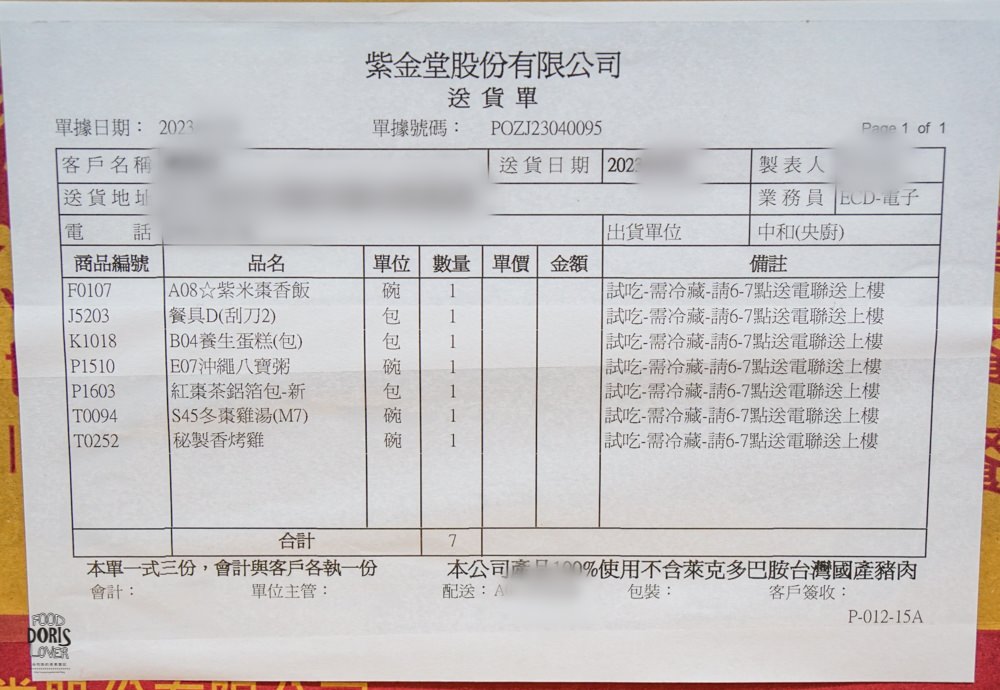 紫金堂股份有限公司
送貨單
單據日期： 2023 單據號碼： POZJ23040095 Page 1 of 1
客戶名稱 送貨日期 2023 製表人
送貨地址 業務員 ECD-電子
電 話 出貨單位 中和(央廚)
商品編號 品名 單位 數量 單價 金額 備註
F0107 A08☆紫米棗香飯 碗 1 試吃-需冷藏-請6-7點送電聯送上樓
J5203 餐具D(刮刀2) 包 1 試吃-需冷藏-請6-7點送電聯送上樓
K1018 B04養生蛋糕(包) 包 1 試吃-需冷藏-請6-7點送電聯送上樓
P1510 E07沖繩八寶粥 碗 1 試吃-需冷藏-請6-7點送電聯送上樓
P1603 紅棗茶鋁箔包-新 包 1 試吃-需冷藏-請6-7點送電聯送上樓
T0094 S45冬棗雞湯(M7) 碗 1 試吃-需冷藏-請6-7點送電聯送上樓
T0252 秘製香烤雞 碗 1 試吃-需冷藏-請6-7點送電聯送上樓
合計 7
本單一式三份，會計與客戶各執一份 本公司產品100%使用不含萊克多巴胺台灣國產豬肉
會計： 單位主管： 配送： 包裝： 客戶簽收：
P-012-15A
FOOD
DORIS
LOVER